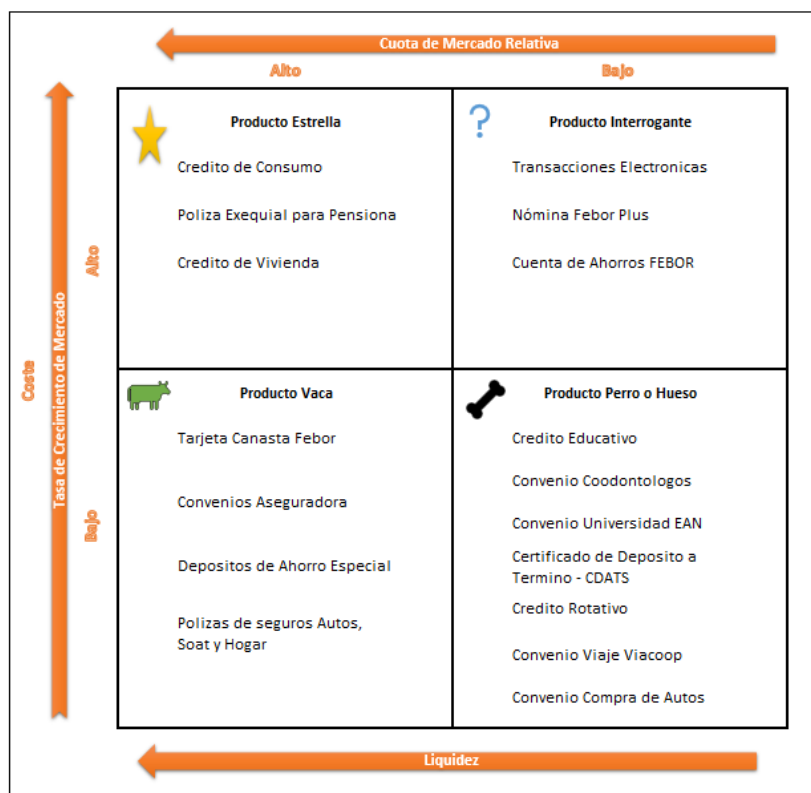 Cuota de Mercado Relativa
Alto
Bajo
Coste
Tasa de Crecimiento de Mercado
Alto
Bajo
Producto Estrella
Credito de Consumo
Poliza Exequial para Pensiona
Credito de Vivienda
?
Producto Interrogante
Transacciones Electronicas
Nómina Febor Plus
Cuenta de Ahorros FEBOR
Producto Vaca
Tarjeta Canasta Febor
Convenios Aseguradora
Depositos de Ahorro Especial
Polizas de seguros Autos,
Soat y Hogar
Producto Perro o Hueso
Credito Educativo
Convenio Coodontologos
Convenio Universidad EAN
Certificado de Deposito a
Termino - CDATS
Credito Rotativo
Convenio Viaje Viacoop
Convenio Compra de Autos
Liquidez